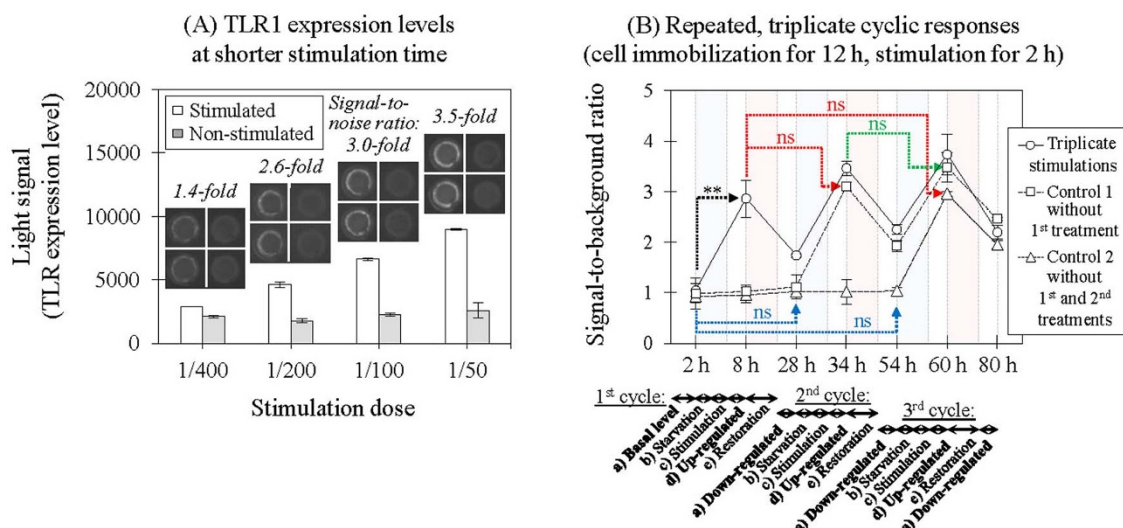 (A) TLR1 expression levels
at shorter stimulation time
Light signal
(TLR expression level)
20000
15000
10000
5000
0
Stimulated
Non-stimulated
Signal-to-
noise ratio:
1.4-fold
2.6-fold
3.0-fold
3.5-fold
1/400 1/200 1/100 1/50
Stimulation dose
(B) Repeated, triplicate cyclic responses
(cell immobilization for 12 h, stimulation for 2 h)
Signal-to-background ratio
5
4
3
2
1
0
ns
ns
ns
**
ns
ns
2 h 8 h 28 h 34 h 54 h 60 h 80 h
Triplicate
stimulations
Control 1
without
1st treatment
Control 2
without
1st and 2nd
treatments
1st cycle:
a) Basal level
b) Starvation
c) Stimulation
d) Up-regulated
e) Restoration
2nd cycle:
a) Down-regulated
b) Starvation
c) Stimulation
d) Up-regulated
e) Restoration
3rd cycle:
a) Down-regulated
b) Starvation
c) Stimulation
d) Up-regulated
e) Restoration
a) Down-regulated